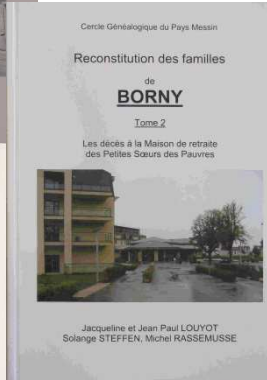 Cercle Généalogique du Pays Messin
Reconstitution des familles
de
BORNY
Tome 2
Les décès à la Maison de retraite
des Petites Sœurs des Pauvres
Jacqueline et Jean Paul LOUYOT
Solange STEFFEN, Michel RASSEMUSSE